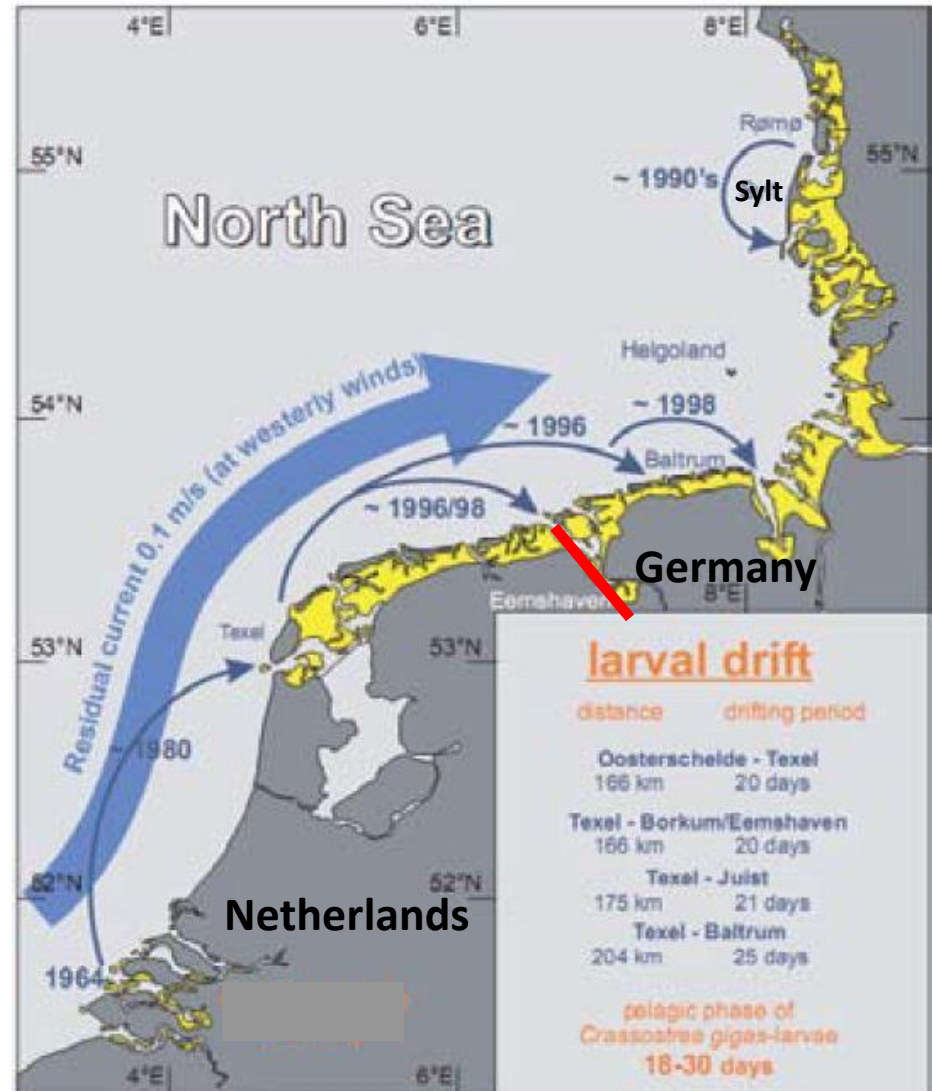 4°E 6°E 8°E
Rømø
55°N 55°N
~ 1990's
Sylt
North Sea
Helgoland
54°N 54°N
Residual current 0.1 m/s (at westerly winds)
~ 1998
~ 1996
Baltrum
~ 1996/98
Germany
8°E
Eemshaven
Texel
53°N 53°N
larval drift
distance drifting period
~ 1980
Oosterschelde - Texel
166 km 20 days
Texel - Borkum/Eemshaven
166 km 20 days
Texel - Juist
175 km 21 days
Texel - Baltrum
204 km 25 days
52°N 52°N
Netherlands
1964
pelagic phase of
Crassostrea gigas-larvae
18-30 days
4°E 6°E